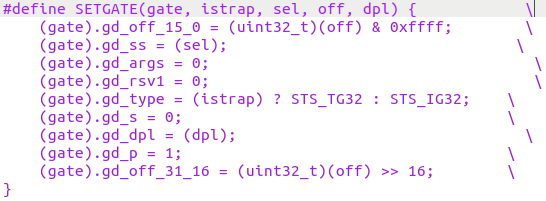 #define SETGATE(gate, istrap, sel, off, dpl) {            \
    (gate).gd_off_15_0 = (uint32_t)(off) & 0xffff;        \
    (gate).gd_ss = (sel);                                \
    (gate).gd_args = 0;                                    \
    (gate).gd_rsv1 = 0;                                    \
    (gate).gd_type = (istrap) ? STS_TG32 : STS_IG32;    \
    (gate).gd_s = 0;                                    \
    (gate).gd_dpl = (dpl);                                \
    (gate).gd_p = 1;                                    \
    (gate).gd_off_31_16 = (uint32_t)(off) >> 16;        \
}